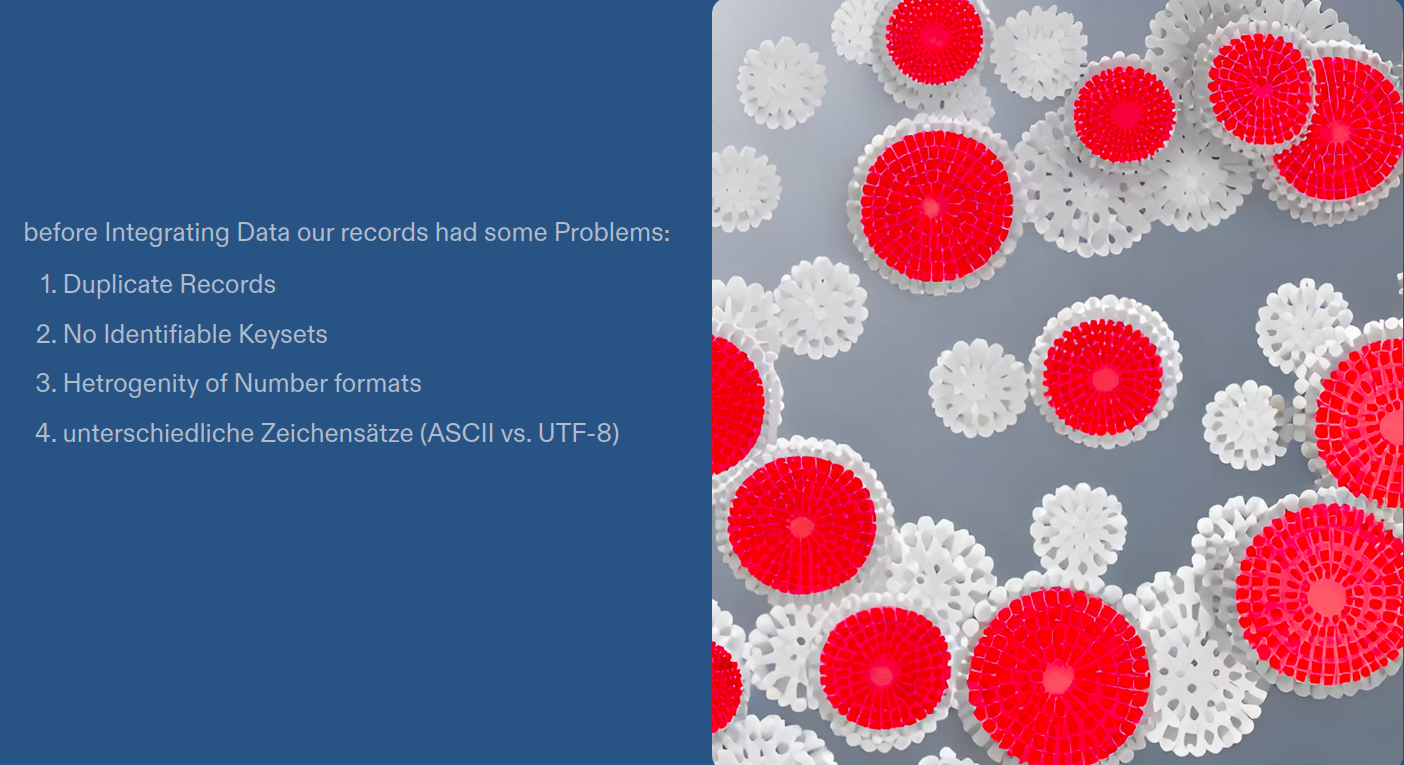 before Integrating Data our records had some Problems:
1. Duplicate Records
2. No Identifiable Keysets
3. Hetrogenity of Number formats
4. unterschiedliche Zeichensätze (ASCII vs. UTF-8)